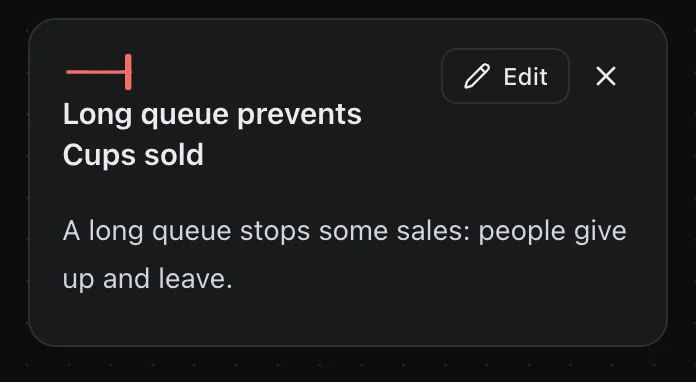 Edit
Long queue prevents
Cups sold
A long queue stops some sales: people give
up and leave.